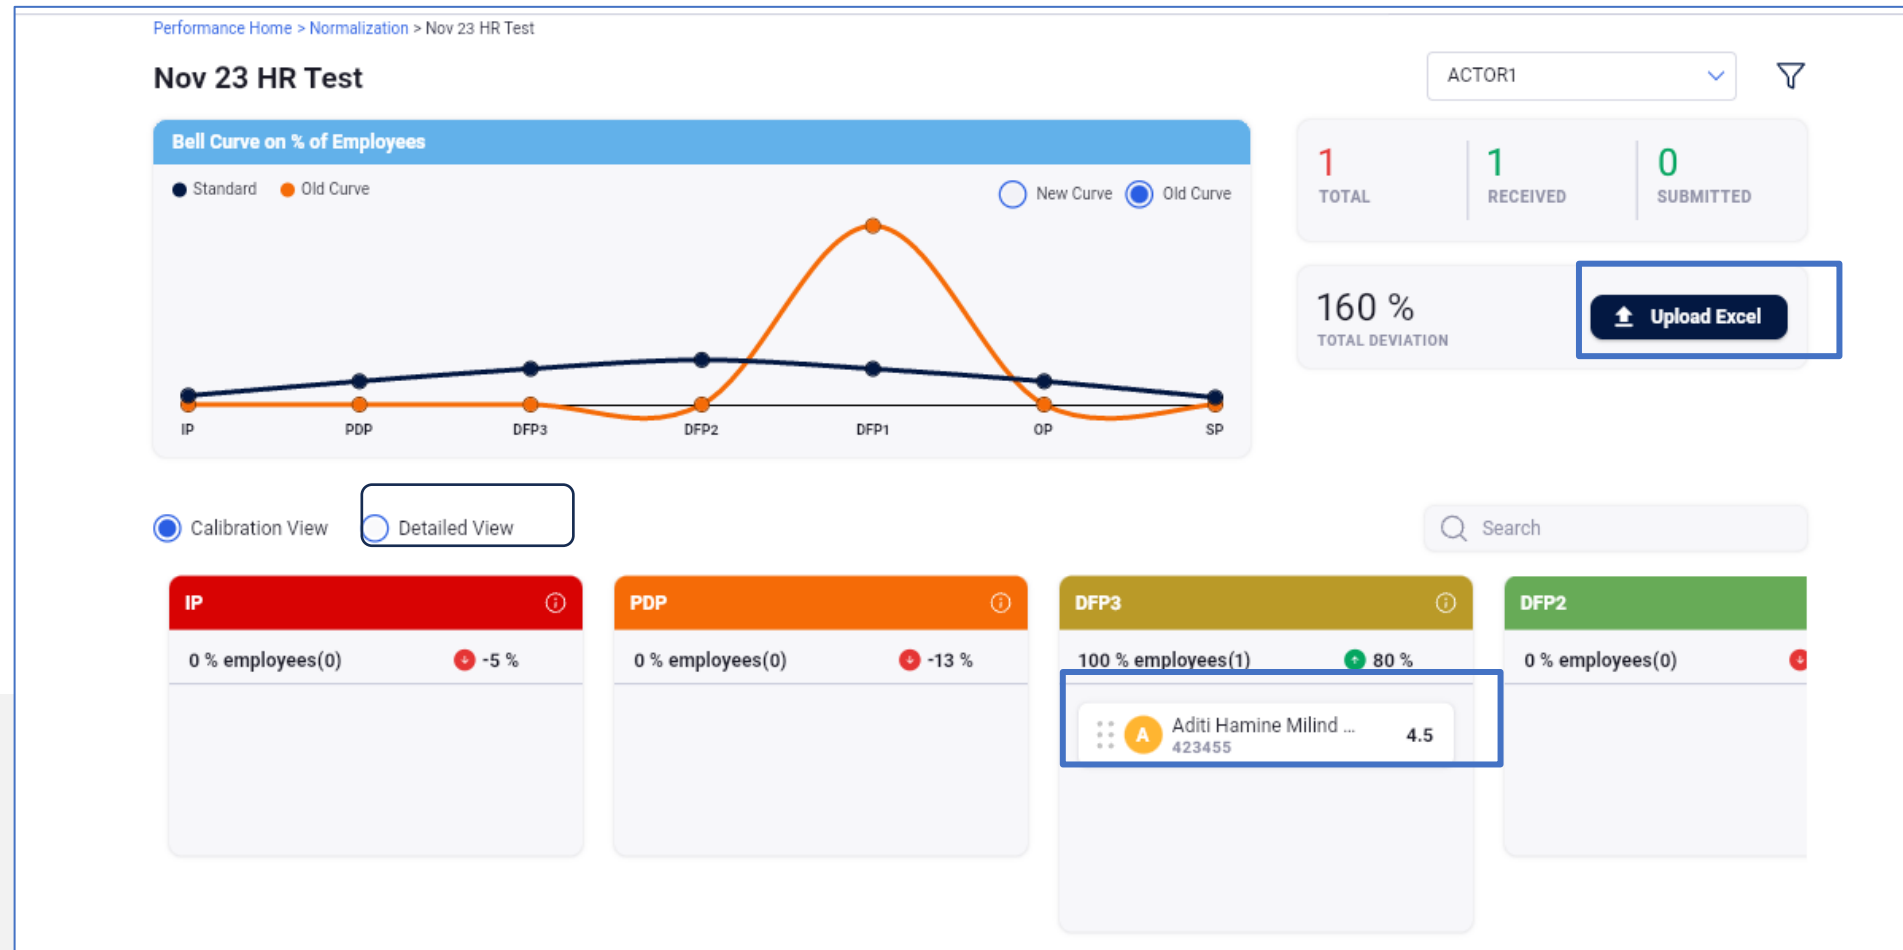 Performance Home > Normalization > Nov 23 HR Test
Nov 23 HR Test
ACTOR1
Bell Curve on % of Employees
Standard
Old Curve
New Curve
Old Curve
1
TOTAL
1
RECEIVED
0
SUBMITTED
160 %
TOTAL DEVIATION
Upload Excel
IP
PDP
DFP3
DFP2
DFP1
OP
SP
Calibration View
Detailed View
Search
IP
0 % employees(0)
-5 %
PDP
0 % employees(0)
-13 %
DFP3
100 % employees(1)
80 %
A
Aditi Hamine Milind ...
423455
4.5
DFP2
0 % employees(0)